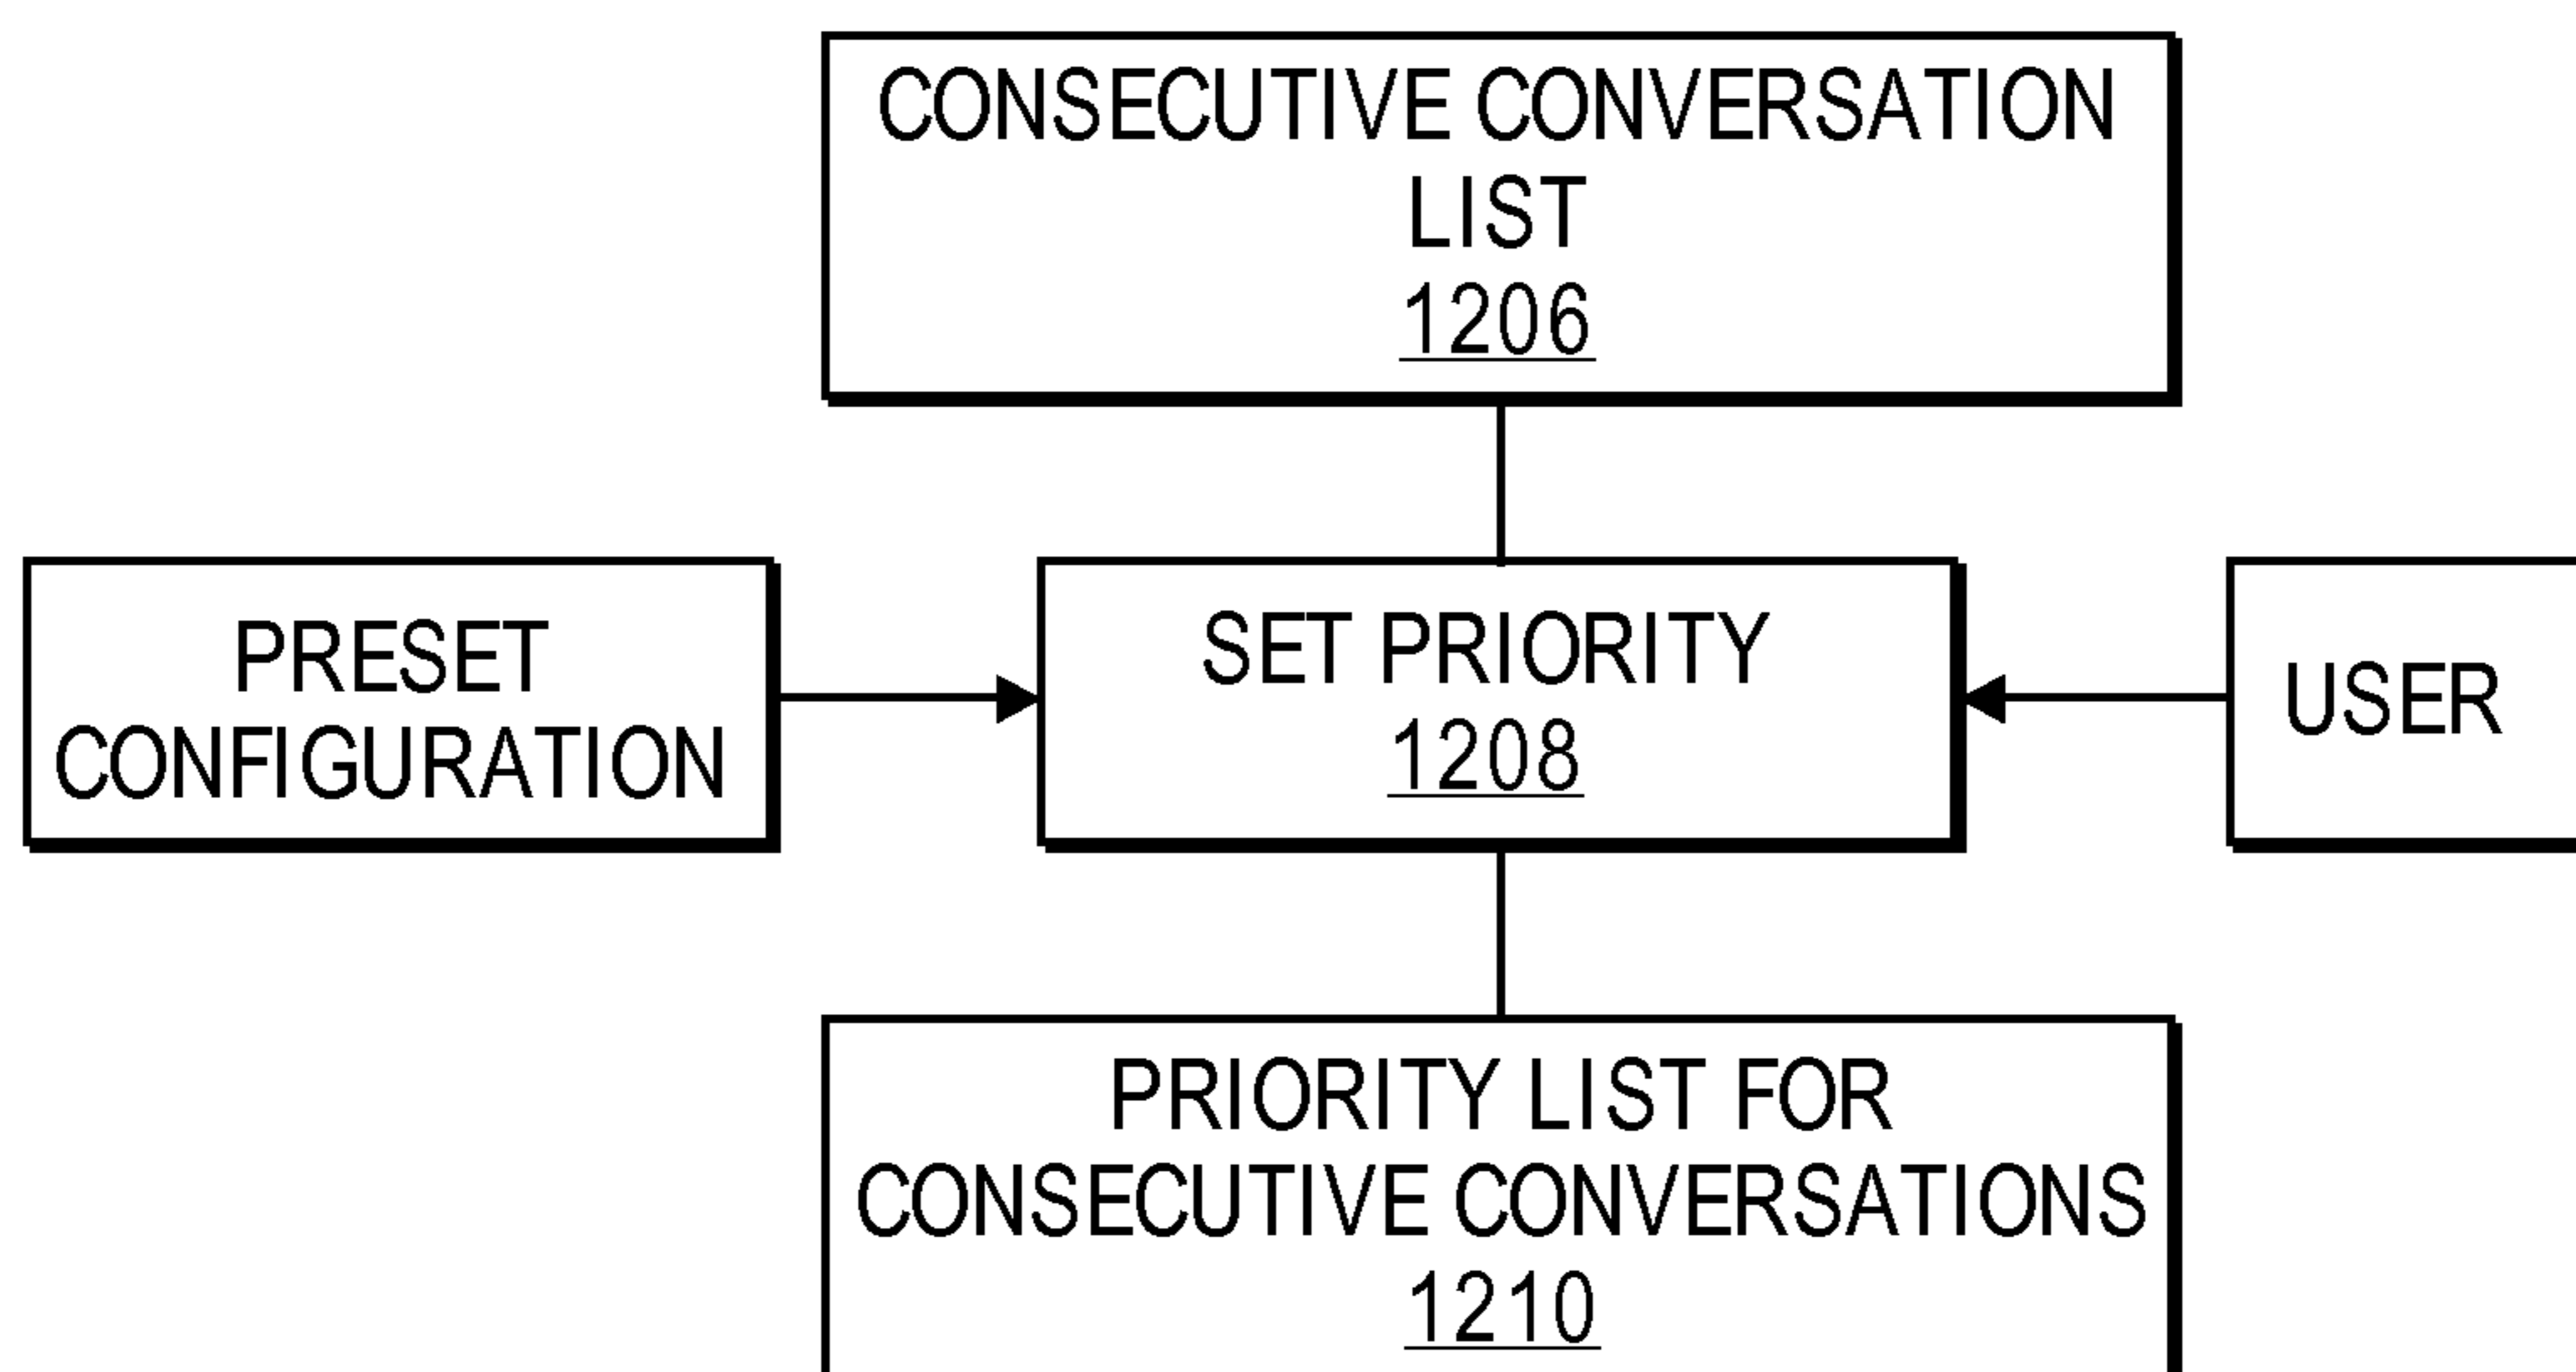 CONSECUTIVE CONVERSATION
LIST
1206
PRESET
CONFIGURATION
SET PRIORITY
1208
USER
PRIORITY LIST FOR
CONSECUTIVE CONVERSATIONS
1210